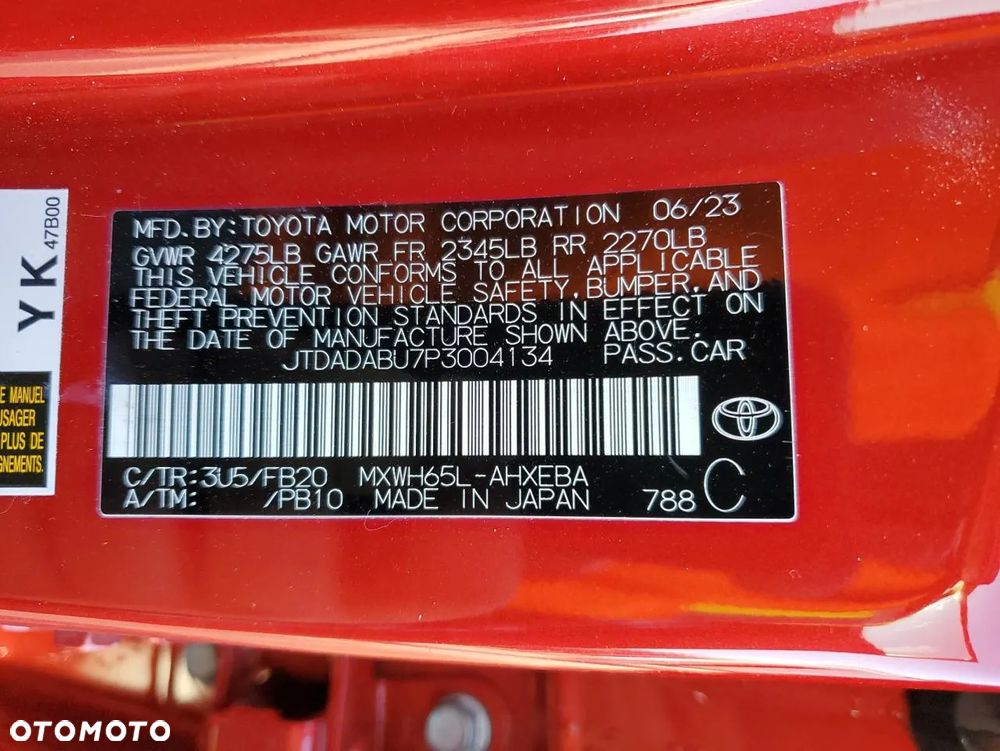 MFD. BY: TOYOTA MOTOR CORPORATION 06/23
GVWR 4275LB GAWR FR 2345LB RR 2270LB
THIS VEHICLE CONFORMS TO ALL APPLICABLE
FEDERAL MOTOR VEHICLE SAFETY, BUMPER, AND
THEFT PREVENTION STANDARDS IN EFFECT ON
THE DATE OF MANUFACTURE SHOWN ABOVE.
JTDADABU7P3004134 PASS. CAR
C/TR: 3U5/FB20 MXWH65L-AHXEBA
A/TM: /PB10 MADE IN JAPAN 788 C
YK 47B00
E MANUEL
USAGER
PLUS DE
GNEMENTS.
OTOMOTO